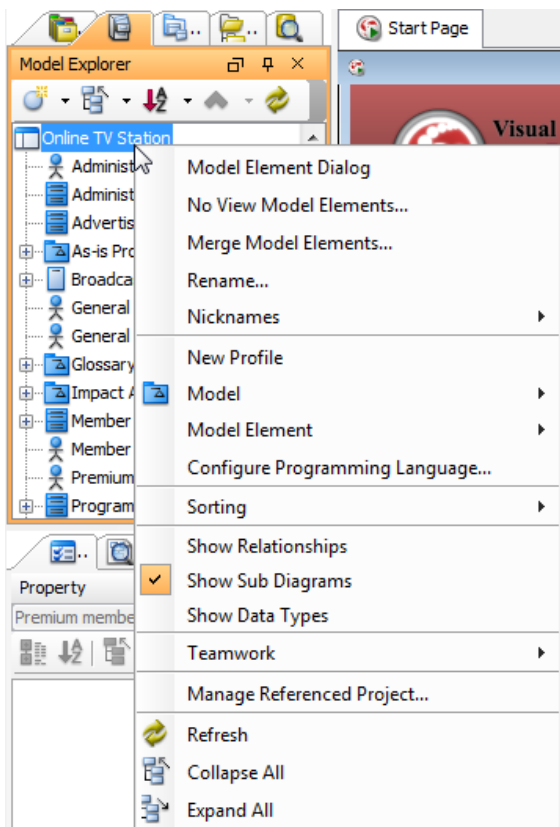 Start Page
Model Explorer
Visual
Online TV Station
Administ
Model Element Dialog
Administ
No View Model Elements...
Advertis
Merge Model Elements...
As-is Pro
Broadca
Rename...
General
Nicknames
General
Glossary
New Profile
Impact A
Model
Member
Model Element
Member
Premium
Configure Programming Language...
Program
Sorting
Show Relationships
Show Sub Diagrams
Property
Show Data Types
Premium membe
Teamwork
Manage Referenced Project...
Refresh
Collapse All
Expand All